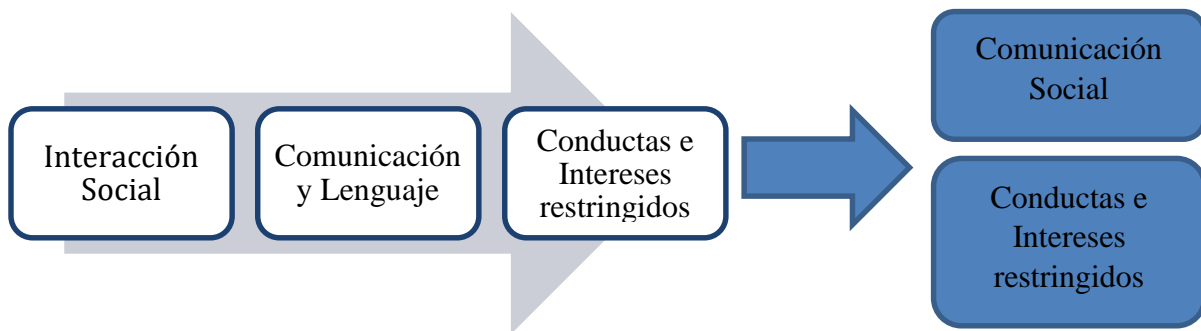 Interacción
Social
Comunicación
y Lenguaje
Conductas e
Intereses
restringidos
Comunicación
Social
Conductas e
Intereses
restringidos